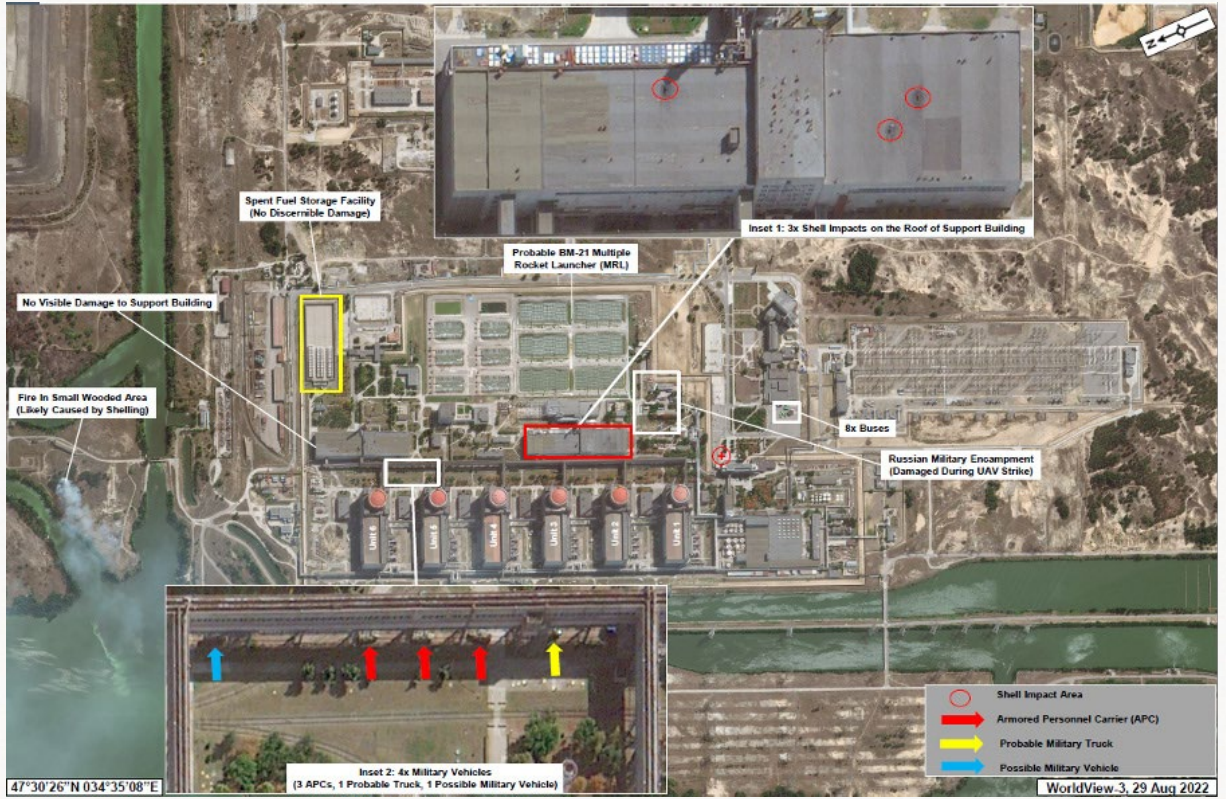 N
Spent Fuel Storage Facility
(No Discernible Damage)
Inset 1: 3x Shell Impacts on the Roof of Support Building
Probable BM-21 Multiple
Rocket Launcher (MRL)
No Visible Damage to Support Building
Fire In Small Wooded Area
(Likely Caused by Shelling)
8x Buses
Russian Military Encampment
(Damaged During UAV Strike)
Unit 6
Unit 5
Unit 4
Unit 3
Unit 2
Unit 1
Inset 2: 4x Military Vehicles
(3 APCs, 1 Probable Truck, 1 Possible Military Vehicle)
Shell Impact Area
Armored Personnel Carrier (APC)
Probable Military Truck
Possible Military Vehicle
47°30'26"N 034°35'08"E
WorldView-3, 29 Aug 2022